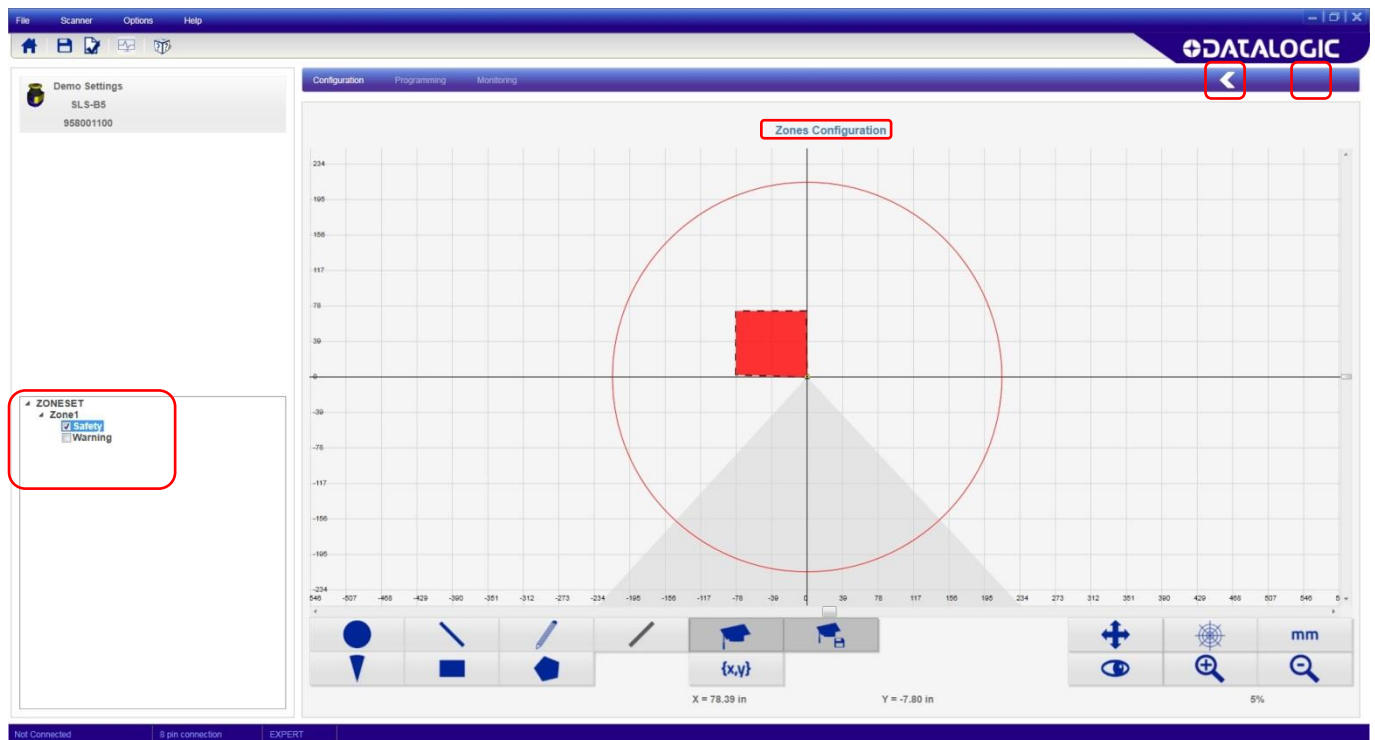 File Scanner Options Help
DATALOGIC
Demo Settings
SLS-B5
958001100
Configuration Programming Monitoring
Zones Configuration
234
195
156
117
78
39
0
-39
-78
-117
-156
-195
-234
546 -507 -468 -429 -390 -351 -312 -273 -234 -195 -156 -117 -78 -39 0 39 78 117 156 195 234 273 312 351 390 429 468 507 546 5
ZONESET
Zone1
Safety
Warning
mm
{x,y}
X = 78.39 in Y = -7.80 in 5%
Not Connected 8 pin connection EXPERT